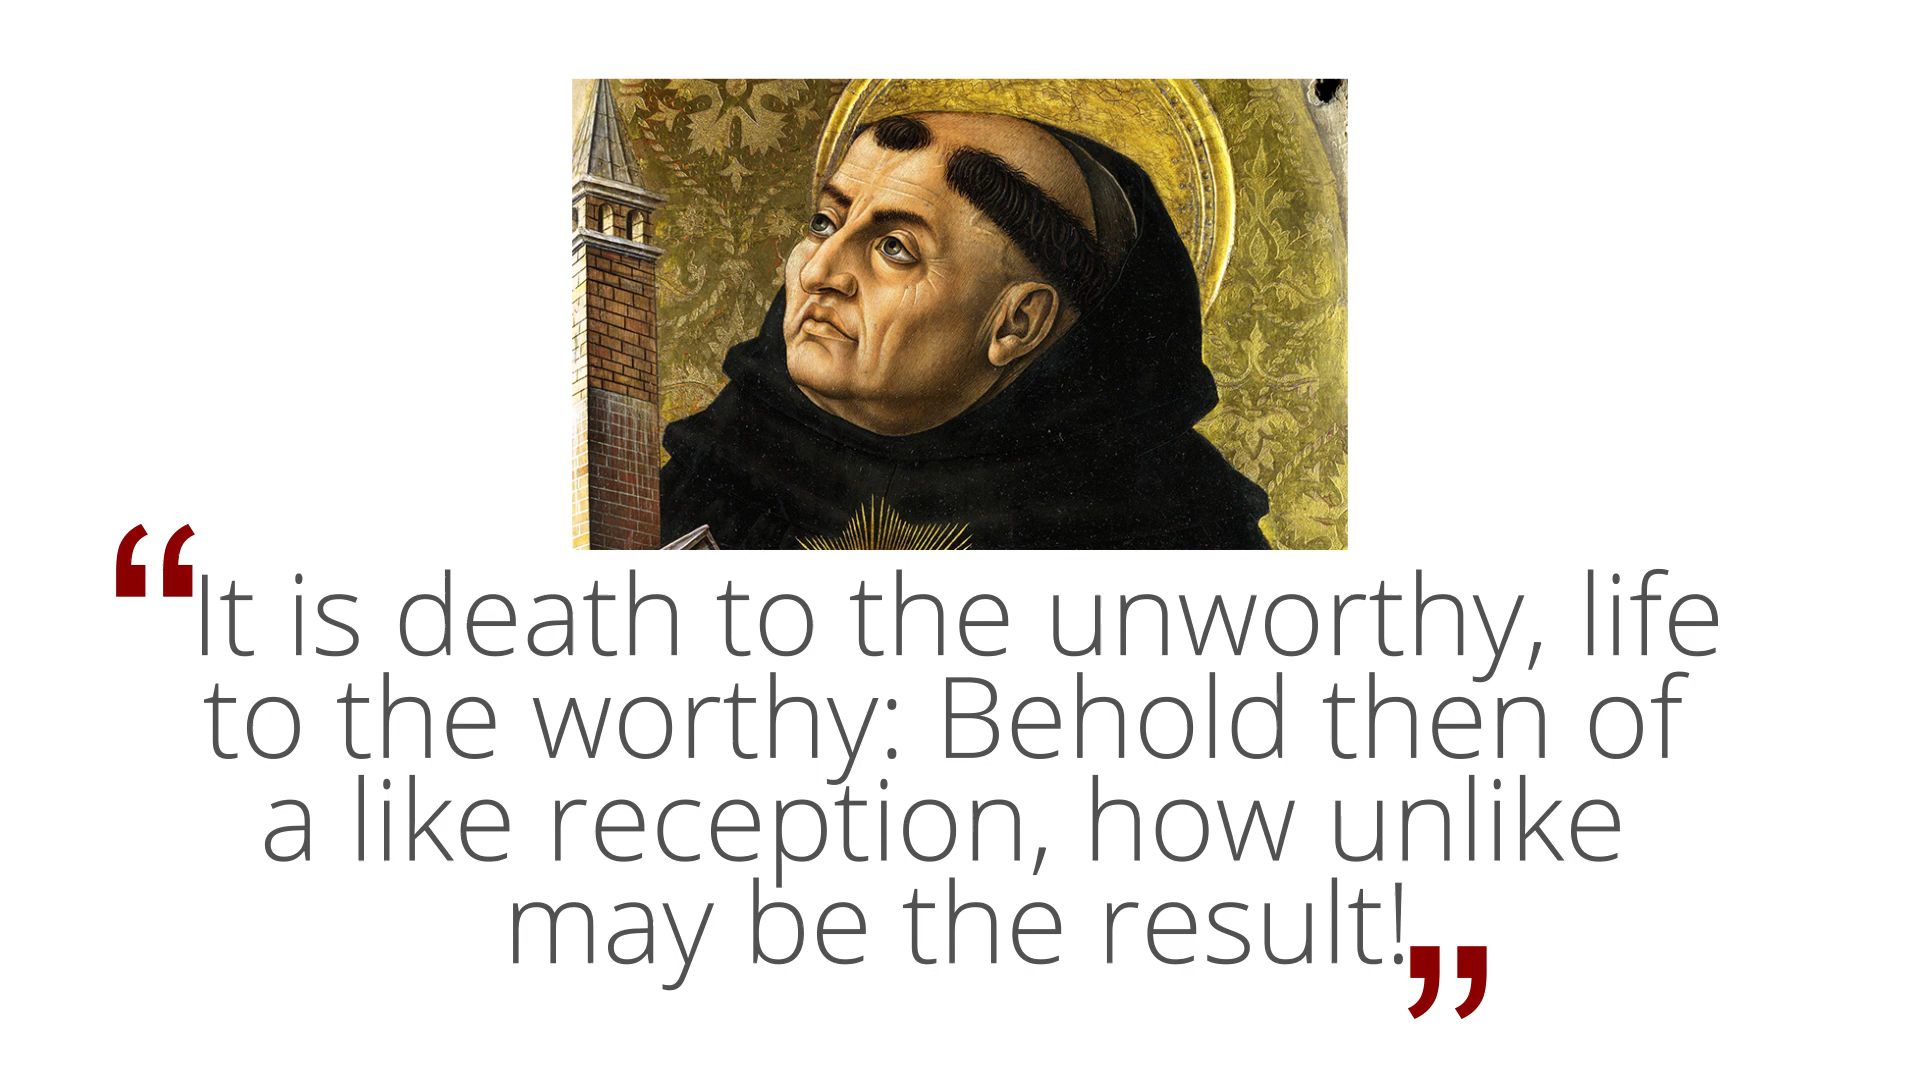 “It is death to the unworthy, life
to the worthy: Behold then of
a like reception, how unlike
may be the result!”